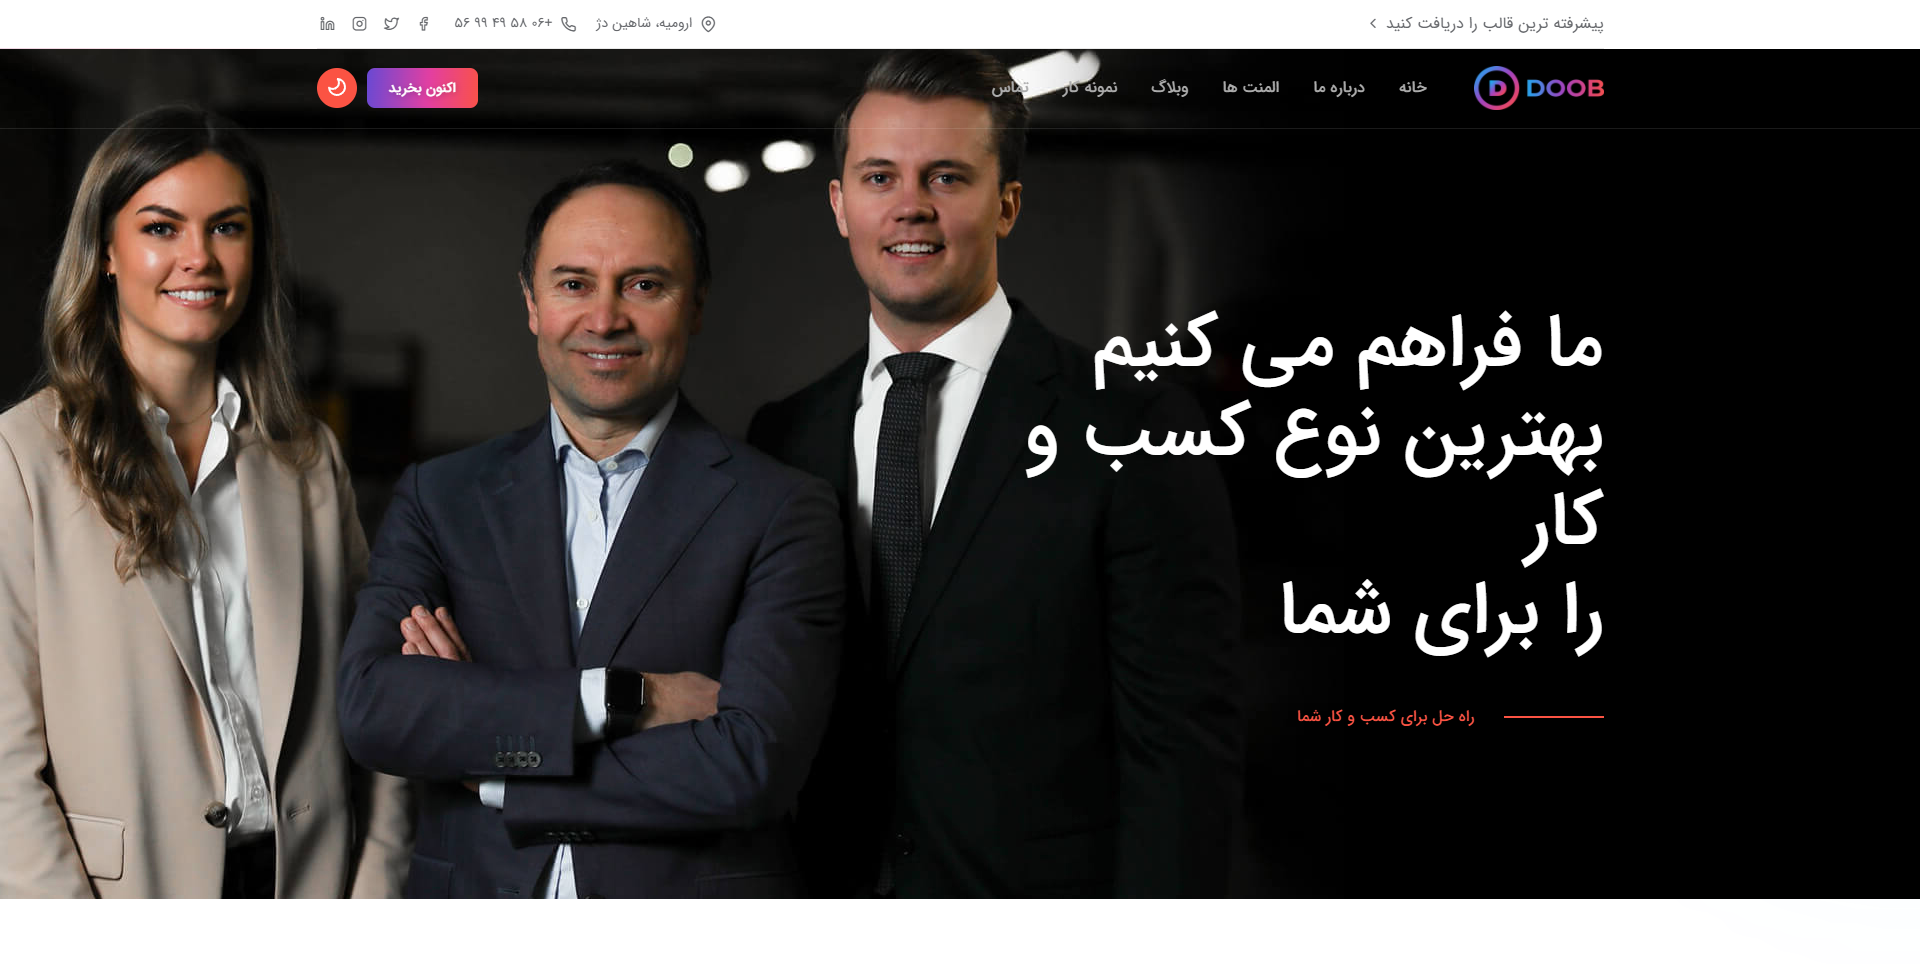 پیشرفته ترین قالب را دریافت کنید
ارومیه، شاهین دژ
+۰۶ ۵۸ ۴۹ ۹۹ ۵۶
D DOOB
خانه
درباره ما
المنت ها
وبلاگ
نمونه کار
تماس
اکنون بخرید
ما فراهم می کنیم
بهترین نوع کسب و
کار
را برای شما
راه حل برای کسب و کار شما